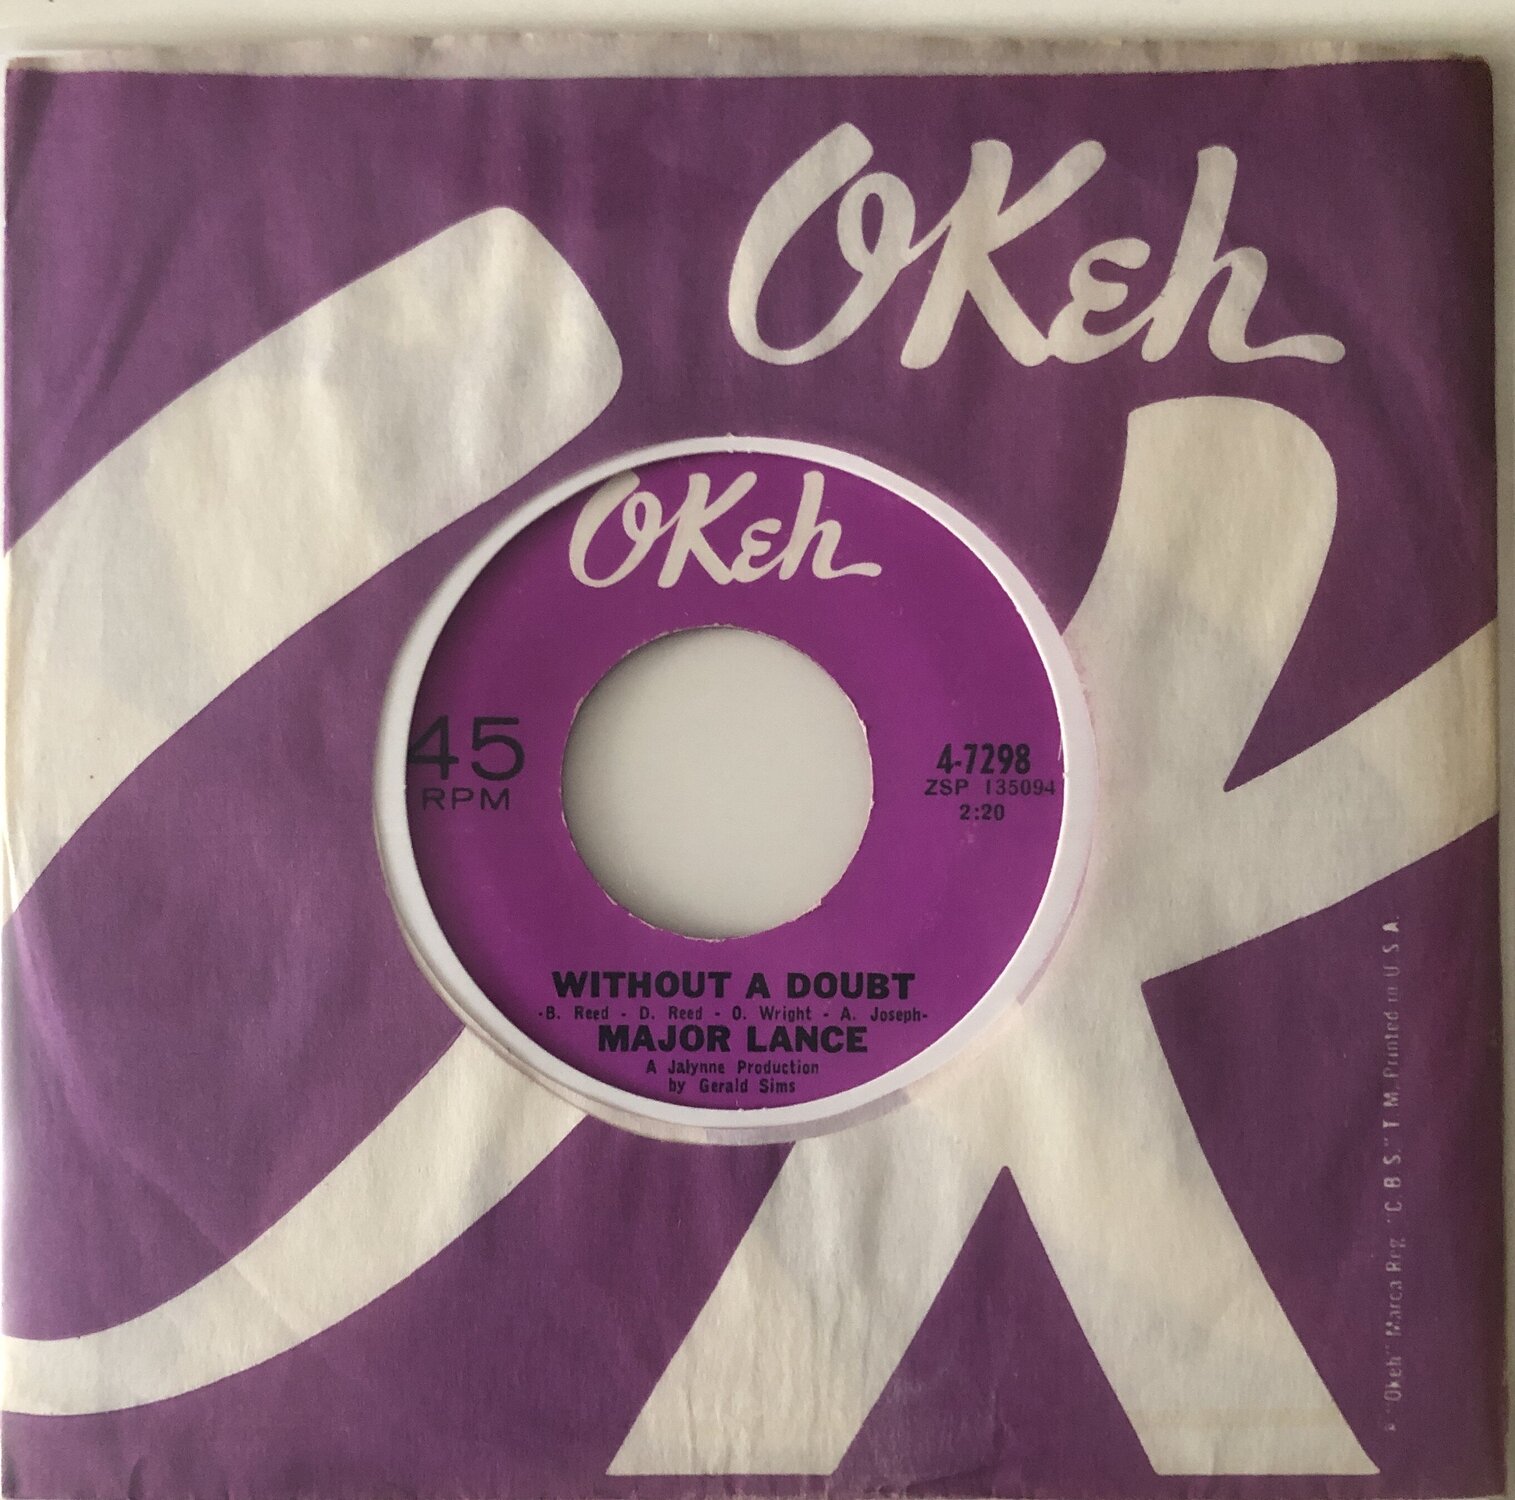 OKeh
OKeh
45
RPM
4-7298
ZSP 135094
2:20
WITHOUT A DOUBT
-B. Reed - D. Reed - O. Wright - A. Joseph-
MAJOR LANCE
A Jalynne Production
by Gerald Sims
"Okeh" Marca Reg. "C B S" T M Printed in U S A.